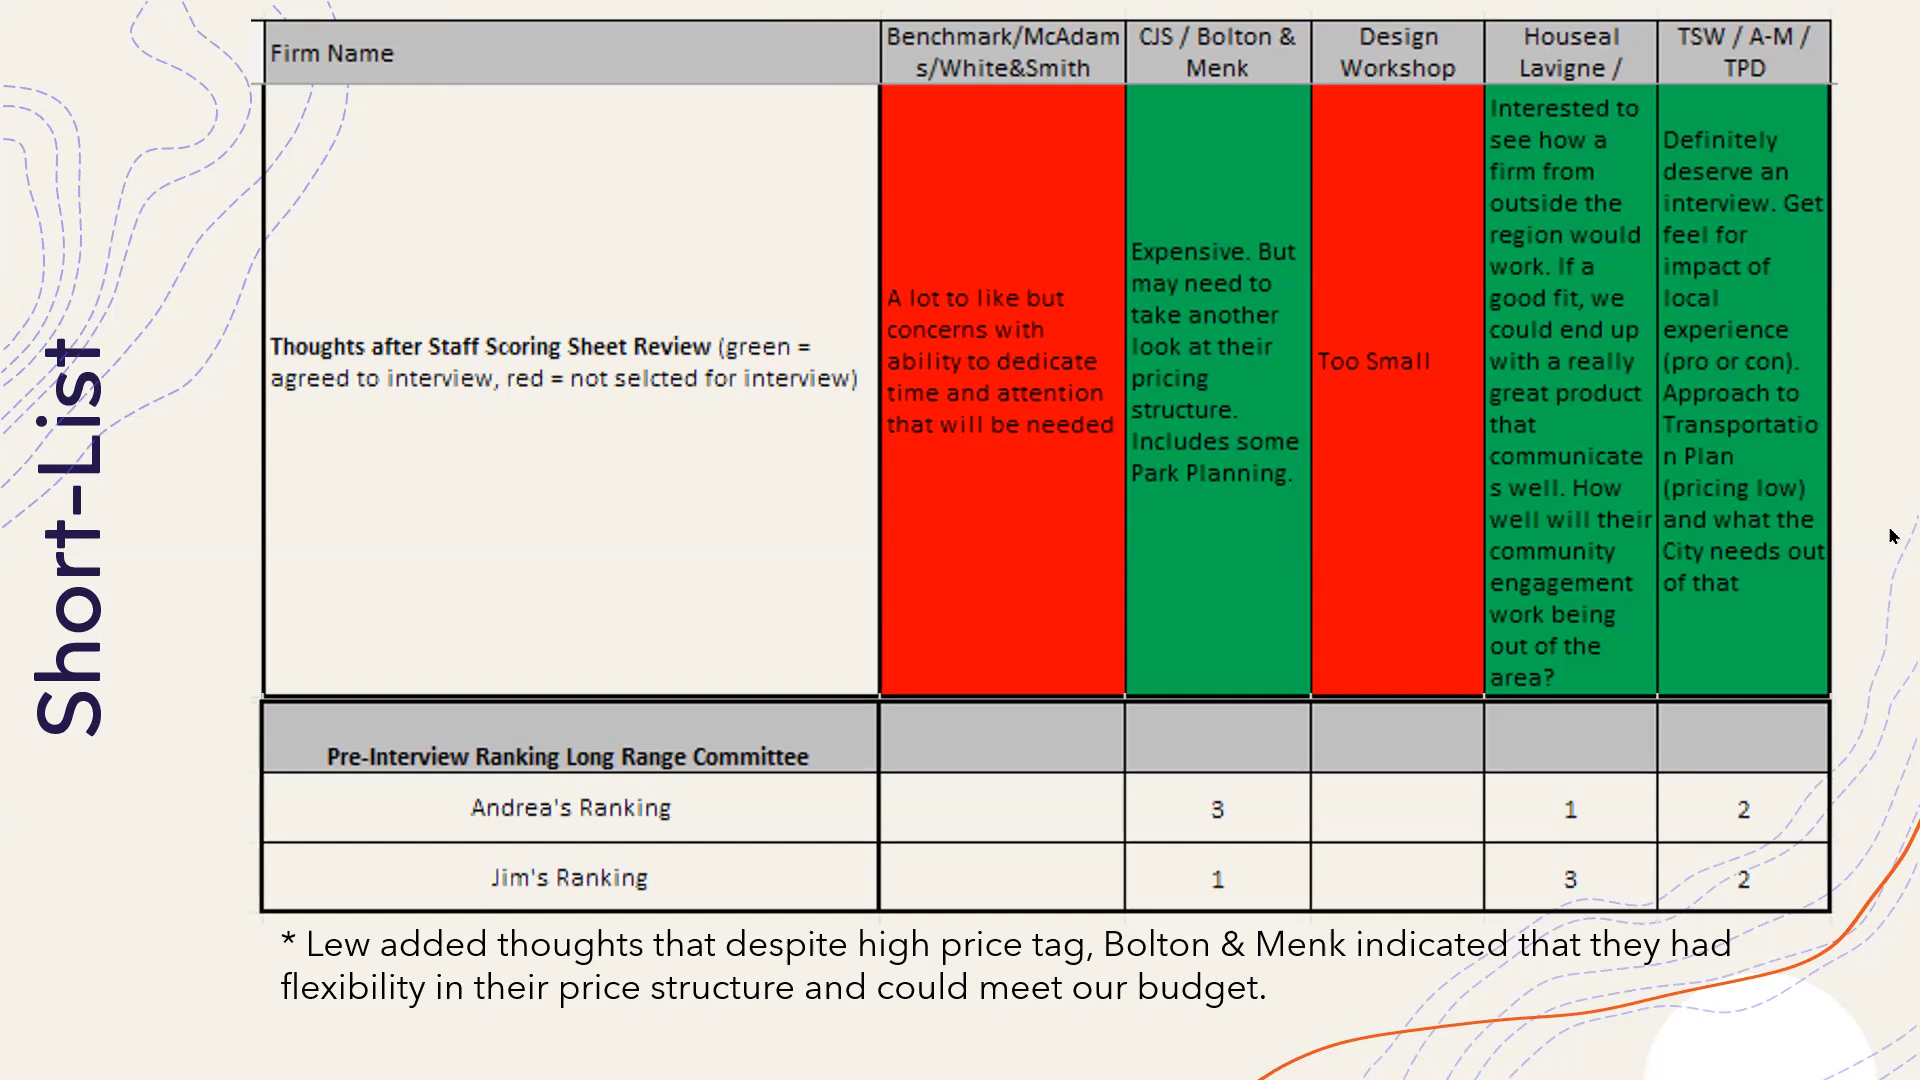 Short-List
Firm Name
Benchmark/McAdam
s/White&Smith
CJS / Bolton &
Menk
Design
Workshop
Houseal
Lavigne /
TSW / A-M /
TPD
Thoughts after Staff Scoring Sheet Review (green =
agreed to interview, red = not selcted for interview)
A lot to like but
concerns with
ability to dedicate
time and attention
that will be needed
Expensive. But
may need to
take another
look at their
pricing
structure.
Includes some
Park Planning.
Too Small
Interested to
see how a
firm from
outside the
region would
work. If a
good fit, we
could end up
with a really
great product
that
communicate
s well. How
well will their
community
engagement
work being
out of the
area?
Definitely
deserve an
interview. Get
feel for
impact of
local
experience
(pro or con).
Approach to
Transportatio
n Plan
(pricing low)
and what the
City needs out
of that
Pre-Interview Ranking Long Range Committee
Andrea's Ranking
3
1
2
Jim's Ranking
1
3
2
* Lew added thoughts that despite high price tag, Bolton & Menk indicated that they had
flexibility in their price structure and could meet our budget.